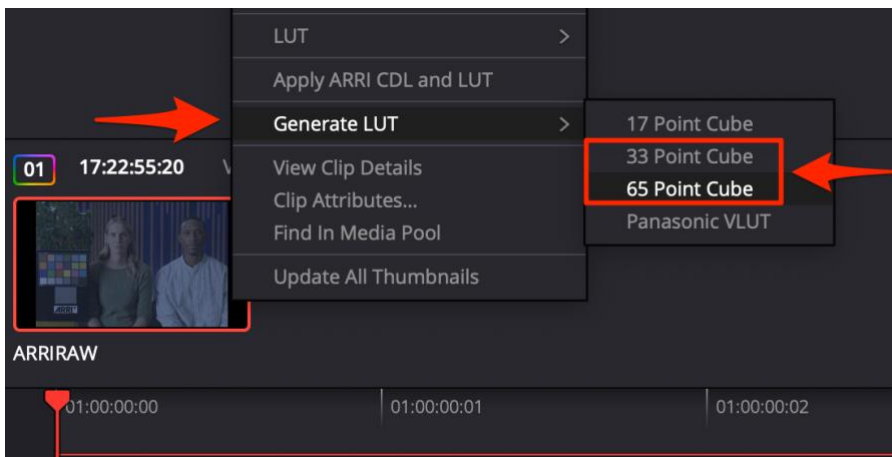 LUT >
Apply ARRI CDL and LUT
Generate LUT >
17 Point Cube
33 Point Cube
65 Point Cube
Panasonic VLUT
View Clip Details
Clip Attributes...
Find In Media Pool
Update All Thumbnails
01 17:22:55:20 V
ARRI
ARRIRAW
01:00:00:00 01:00:00:01 01:00:00:02